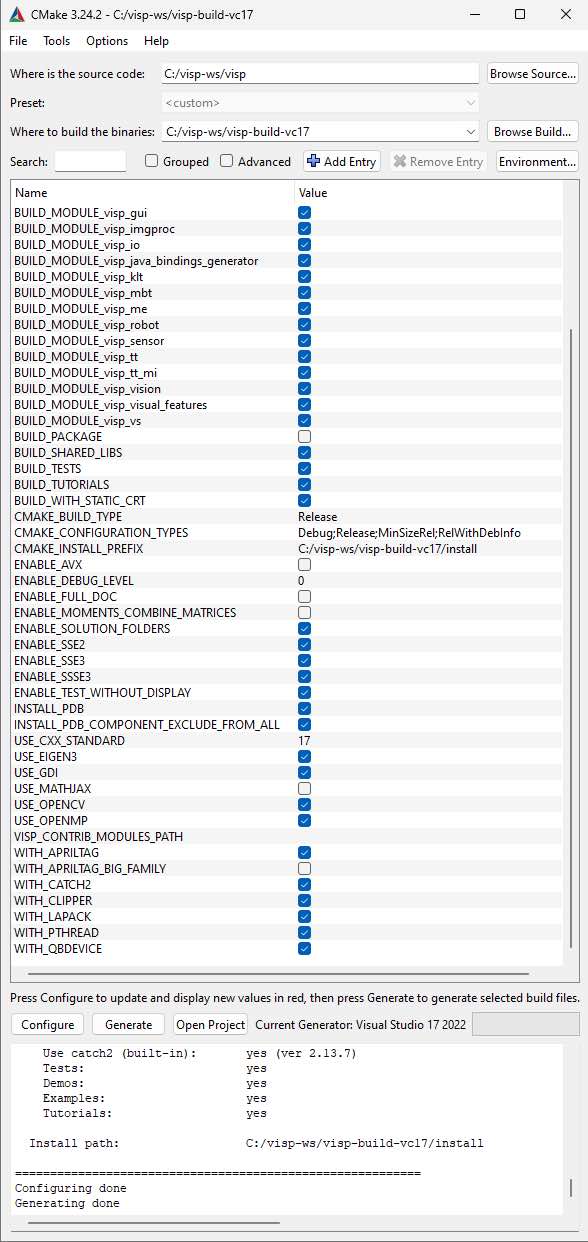 CMake 3.24.2 - C:/visp-ws/visp-build-vc17
File Tools Options Help
Where is the source code: C:/visp-ws/visp Browse Source...
Preset: <custom>
Where to build the binaries: C:/visp-ws/visp-build-vc17 Browse Build...
Search: Grouped Advanced Add Entry Remove Entry Environment...
Name Value
BUILD_MODULE_visp_gui
BUILD_MODULE_visp_imgproc
BUILD_MODULE_visp_io
BUILD_MODULE_visp_java_bindings_generator
BUILD_MODULE_visp_klt
BUILD_MODULE_visp_mbt
BUILD_MODULE_visp_me
BUILD_MODULE_visp_robot
BUILD_MODULE_visp_sensor
BUILD_MODULE_visp_tt
BUILD_MODULE_visp_tt_mi
BUILD_MODULE_visp_vision
BUILD_MODULE_visp_visual_features
BUILD_MODULE_visp_vs
BUILD_PACKAGE
BUILD_SHARED_LIBS
BUILD_TESTS
BUILD_TUTORIALS
BUILD_WITH_STATIC_CRT
CMAKE_BUILD_TYPE Release
CMAKE_CONFIGURATION_TYPES Debug;Release;MinSizeRel;RelWithDebInfo
CMAKE_INSTALL_PREFIX C:/visp-ws/visp-build-vc17/install
ENABLE_AVX
ENABLE_DEBUG_LEVEL 0
ENABLE_FULL_DOC
ENABLE_MOMENTS_COMBINE_MATRICES
ENABLE_SOLUTION_FOLDERS
ENABLE_SSE2
ENABLE_SSE3
ENABLE_SSSE3
ENABLE_TEST_WITHOUT_DISPLAY
INSTALL_PDB
INSTALL_PDB_COMPONENT_EXCLUDE_FROM_ALL
USE_CXX_STANDARD 17
USE_EIGEN3
USE_GDI
USE_MATHJAX
USE_OPENCV
USE_OPENMP
VISP_CONTRIB_MODULES_PATH
WITH_APRILTAG
WITH_APRILTAG_BIG_FAMILY
WITH_CATCH2
WITH_CLIPPER
WITH_LAPACK
WITH_PTHREAD
WITH_QBDEVICE
Press Configure to update and display new values in red, then press Generate to generate selected build files.
Configure Generate Open Project Current Generator: Visual Studio 17 2022
Use catch2 (built-in): yes (ver 2.13.7)
Tests: yes
Demos: yes
Examples: yes
Tutorials: yes
Install path: C:/visp-ws/visp-build-vc17/install
==========================================================
Configuring done
Generating done